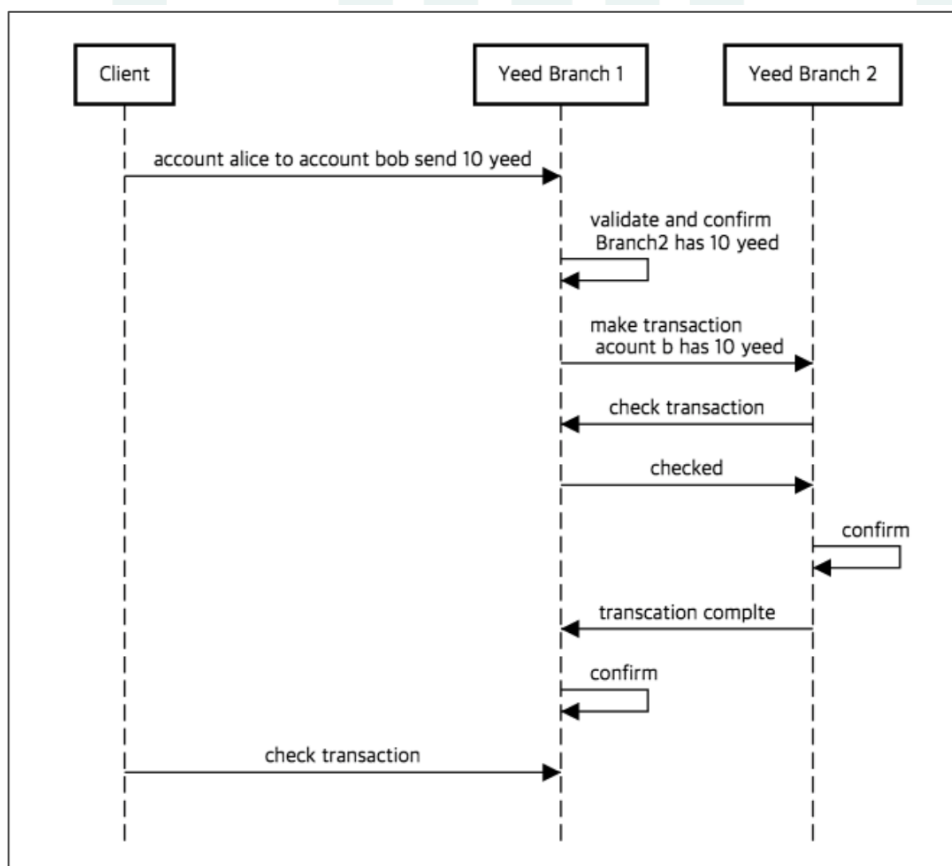 Client
Yeed Branch 1
Yeed Branch 2
account alice to account bob send 10 yeed
validate and confirm
Branch2 has 10 yeed
make transaction
acount b has 10 yeed
check transaction
checked
confirm
transcation complte
confirm
check transaction